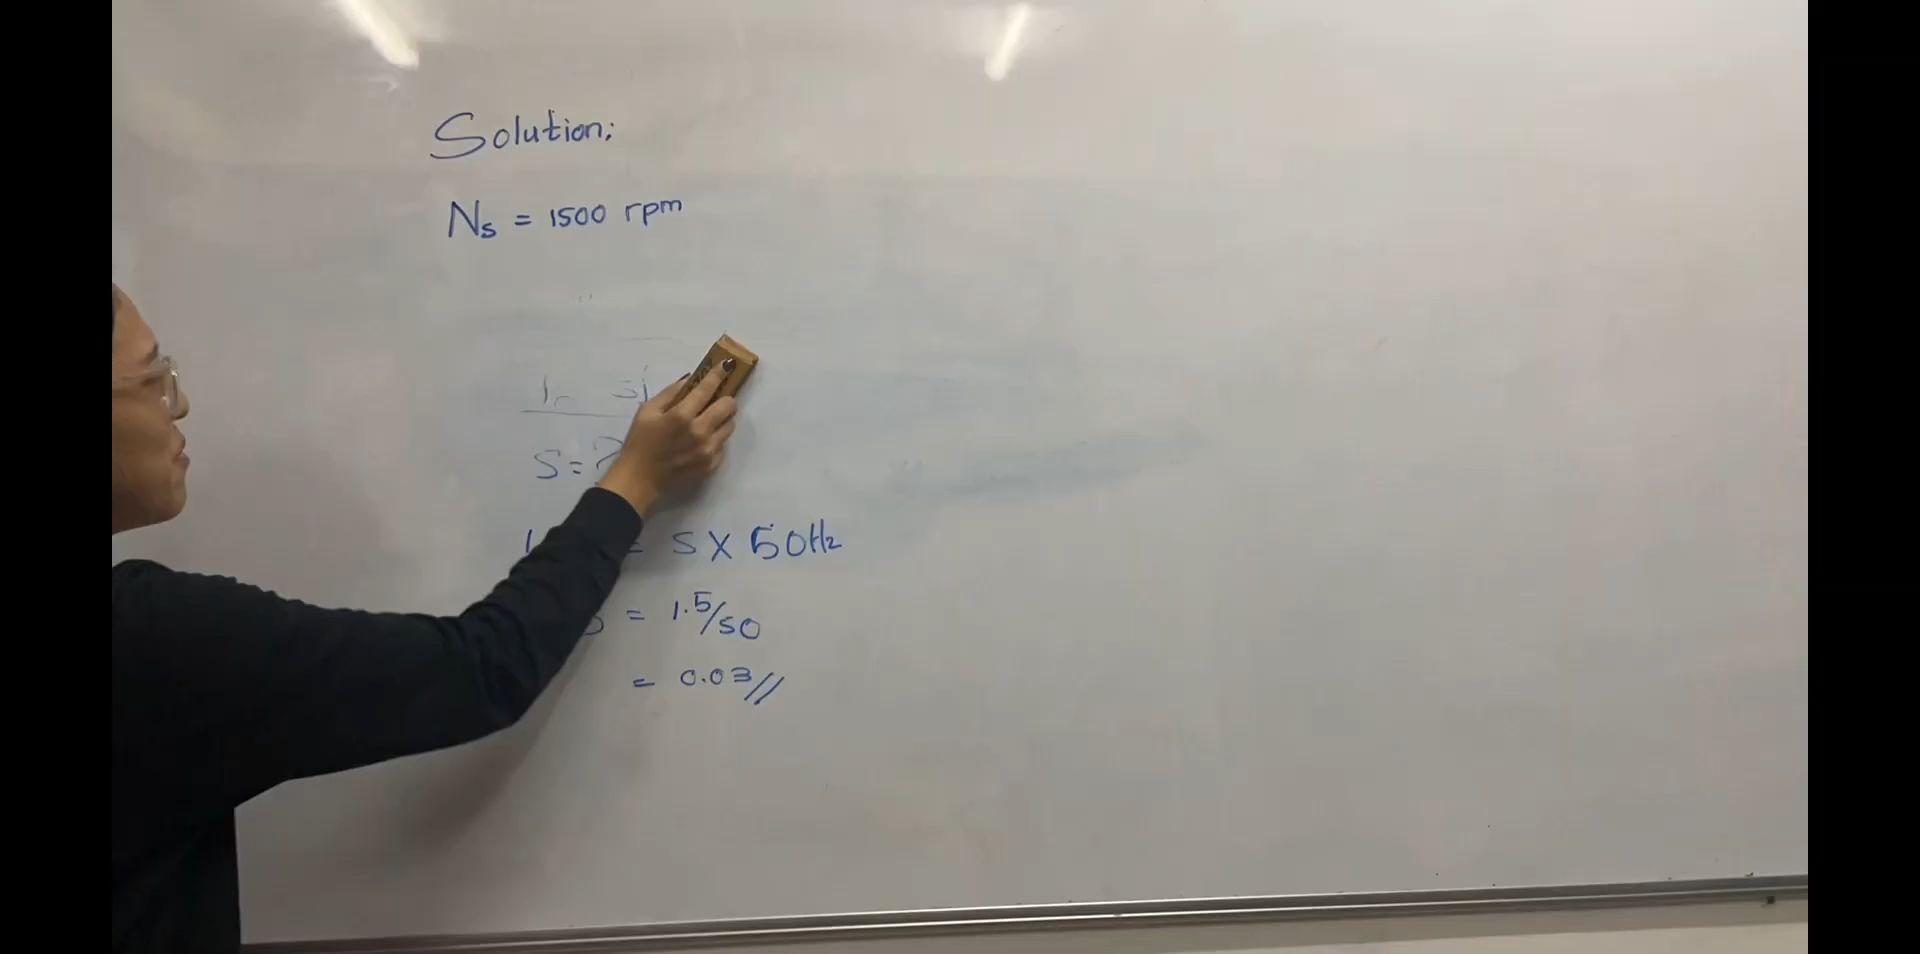 Solution:
Ns = 1500 rpm
S = ?
= S X 50Hz
= 1.5/50
= 0.03//